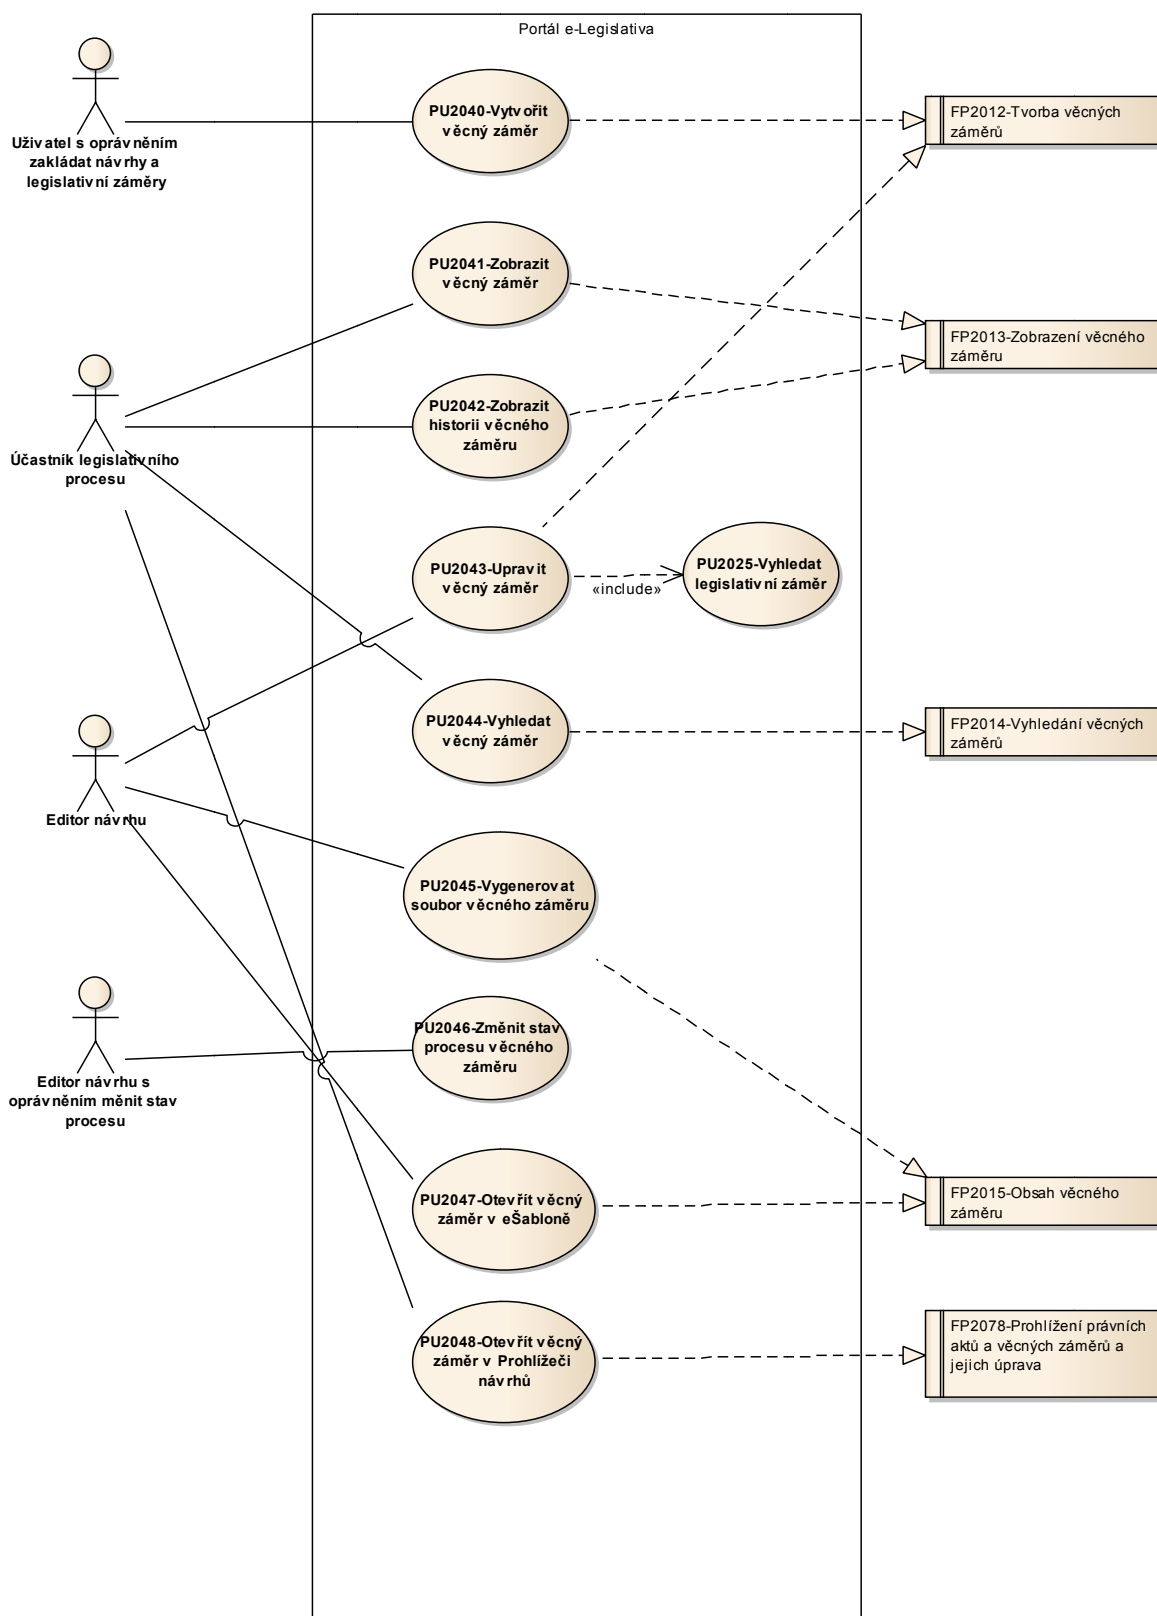 Portál e-Legislativa
Uživatel s oprávněním
zakládat návrhy a
legislativní záměry
PU2040-Vytvořit
věcný záměr
FP2012-Tvorba věcných
záměrů
PU2041-Zobrazit
věcný záměr
FP2013-Zobrazení věcného
záměru
Účastník legislativního
procesu
PU2042-Zobrazit
historii věcného
záměru
PU2043-Upravit
věcný záměr
«include»
PU2025-Vyhledat
legislativní záměr
PU2044-Vyhledat
věcný záměr
FP2014-Vyhledání věcných
záměrů
Editor návrhu
PU2045-Vygenerovat
soubor věcného záměru
Editor návrhu s
oprávněním měnit stav
procesu
PU2046-Změnit stav
procesu věcného
záměru
PU2047-Otevřít věcný
záměr v eŠabloně
FP2015-Obsah věcného
záměru
PU2048-Otevřít věcný
záměr v Prohlížeči
návrhů
FP2078-Prohlížení právních
aktů a věcných záměrů a
jejich úprava